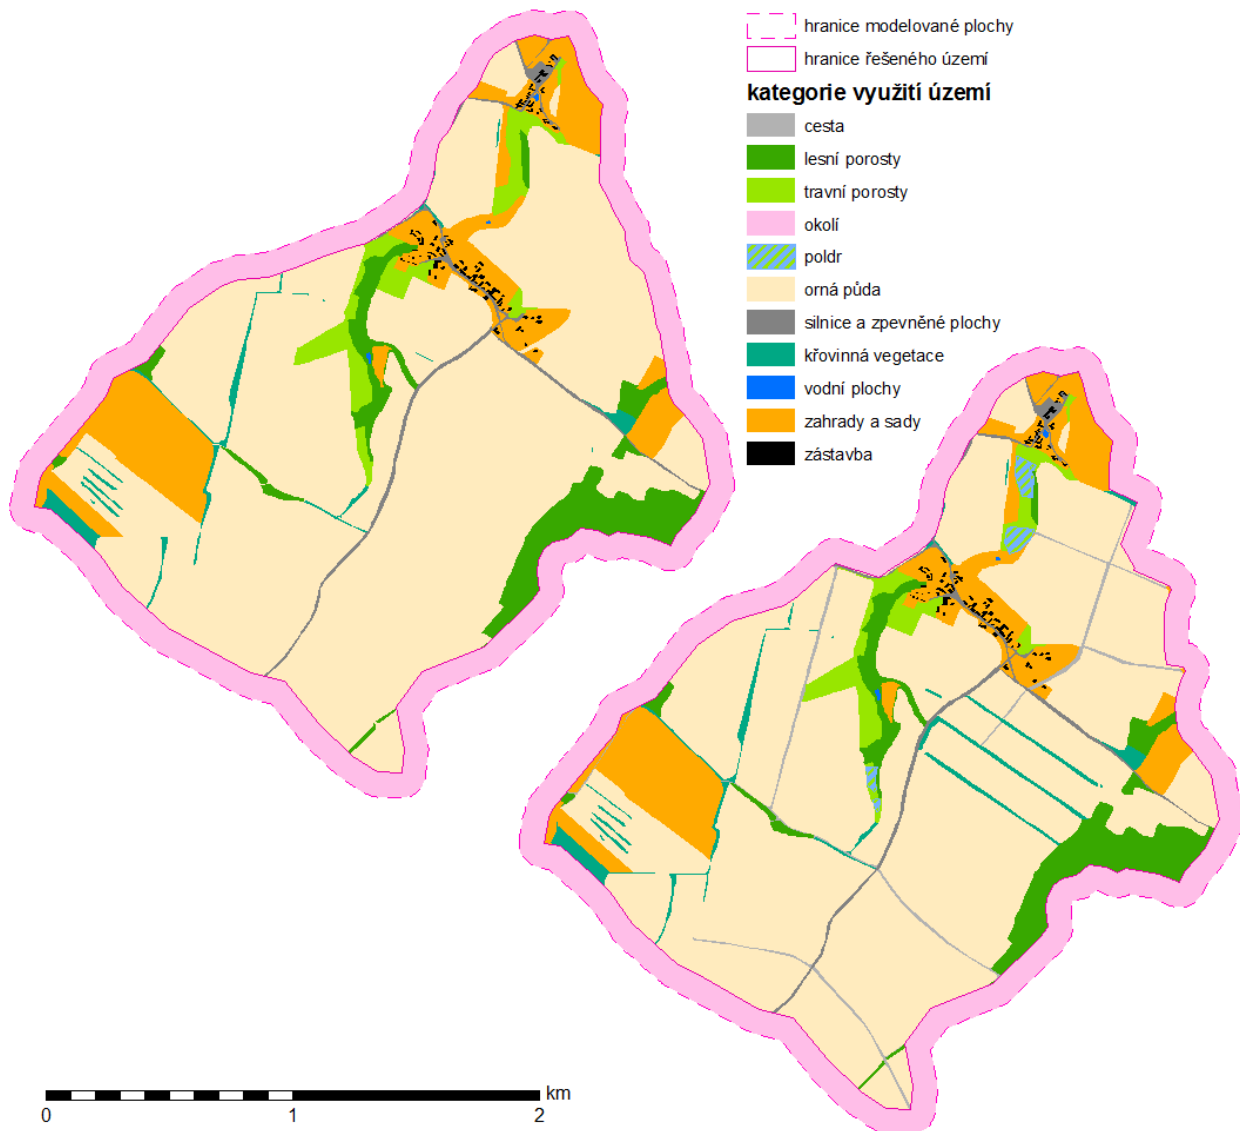 hranice modelované plochy
hranice řešeného území
kategorie využití území
cesta
lesní porosty
travní porosty
okolí
poldr
orná půda
silnice a zpevněné plochy
křovinná vegetace
vodní plochy
zahrady a sady
zástavba
km
0 1 2